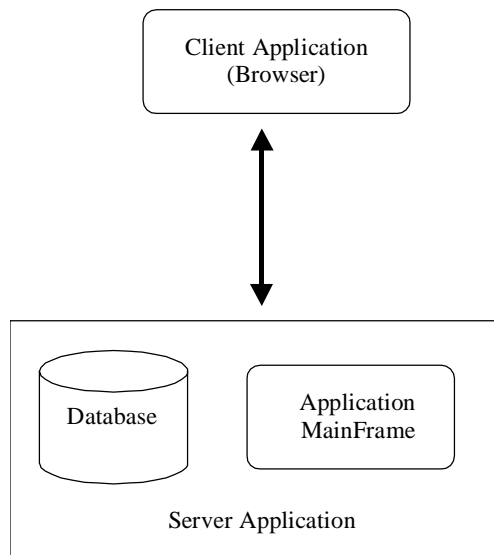 Client Application
(Browser)
Database
Application
MainFrame
Server Application